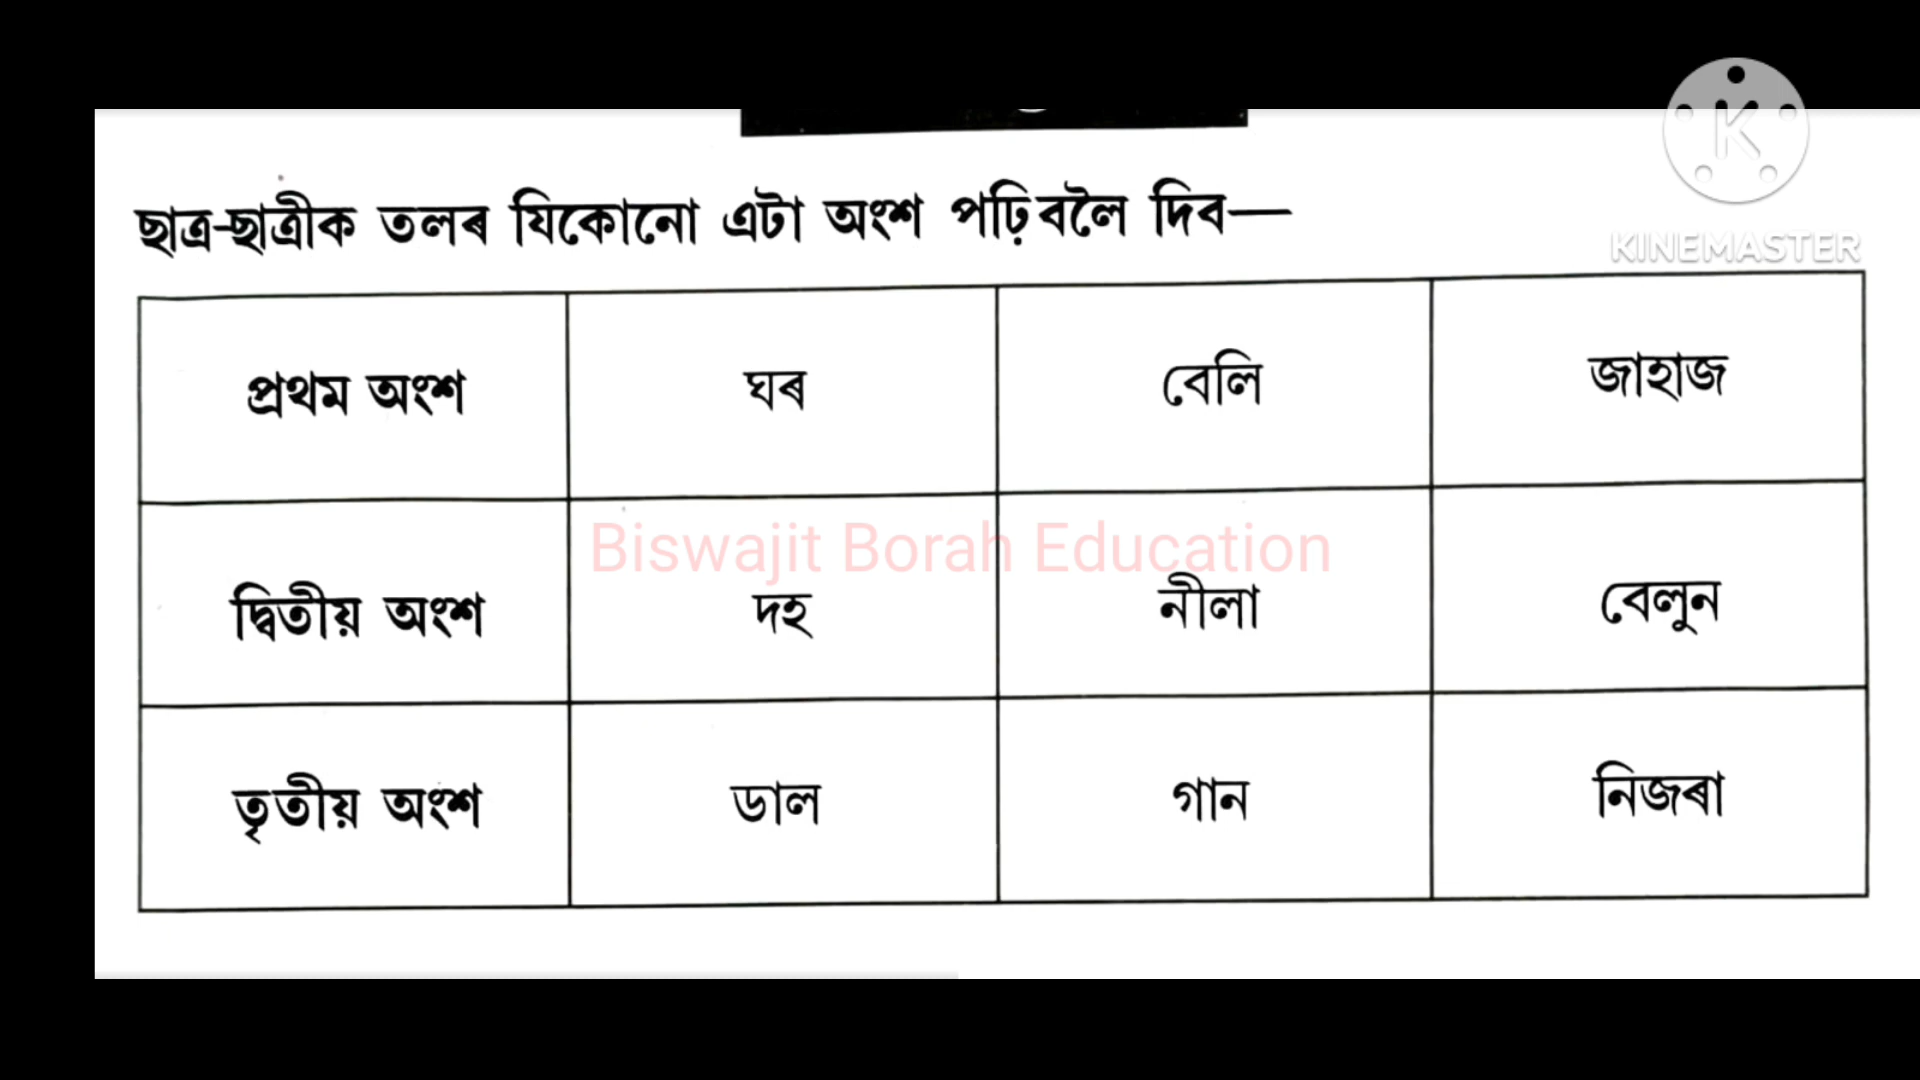 K
KINEMASTER
ছাত্ৰ-ছাত্ৰীক তলৰ যিকোনো এটা অংশ পঢ়িবলৈ দিব—
প্ৰথম অংশ ঘৰ বেলি জাহাজ
Biswajit Borah Education
দ্বিতীয় অংশ দহ নীলা বেলুন
তৃতীয় অংশ ডাল গান নিজৰা